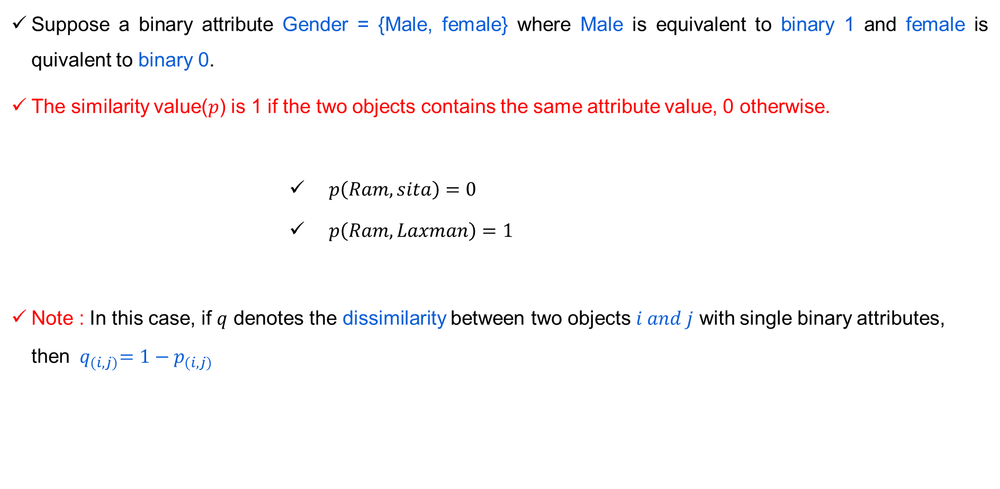 ✓ Suppose a binary attribute Gender = {Male, female} where Male is equivalent to binary 1 and female is
quivalent to binary 0.
✓ The similarity value(p) is 1 if the two objects contains the same attribute value, 0 otherwise.
✓ p(Ram, sita) = 0
✓ p(Ram, Laxman) = 1
✓ Note : In this case, if q denotes the dissimilarity between two objects i and j with single binary attributes,
then q(i,j)= 1 − p(i,j)